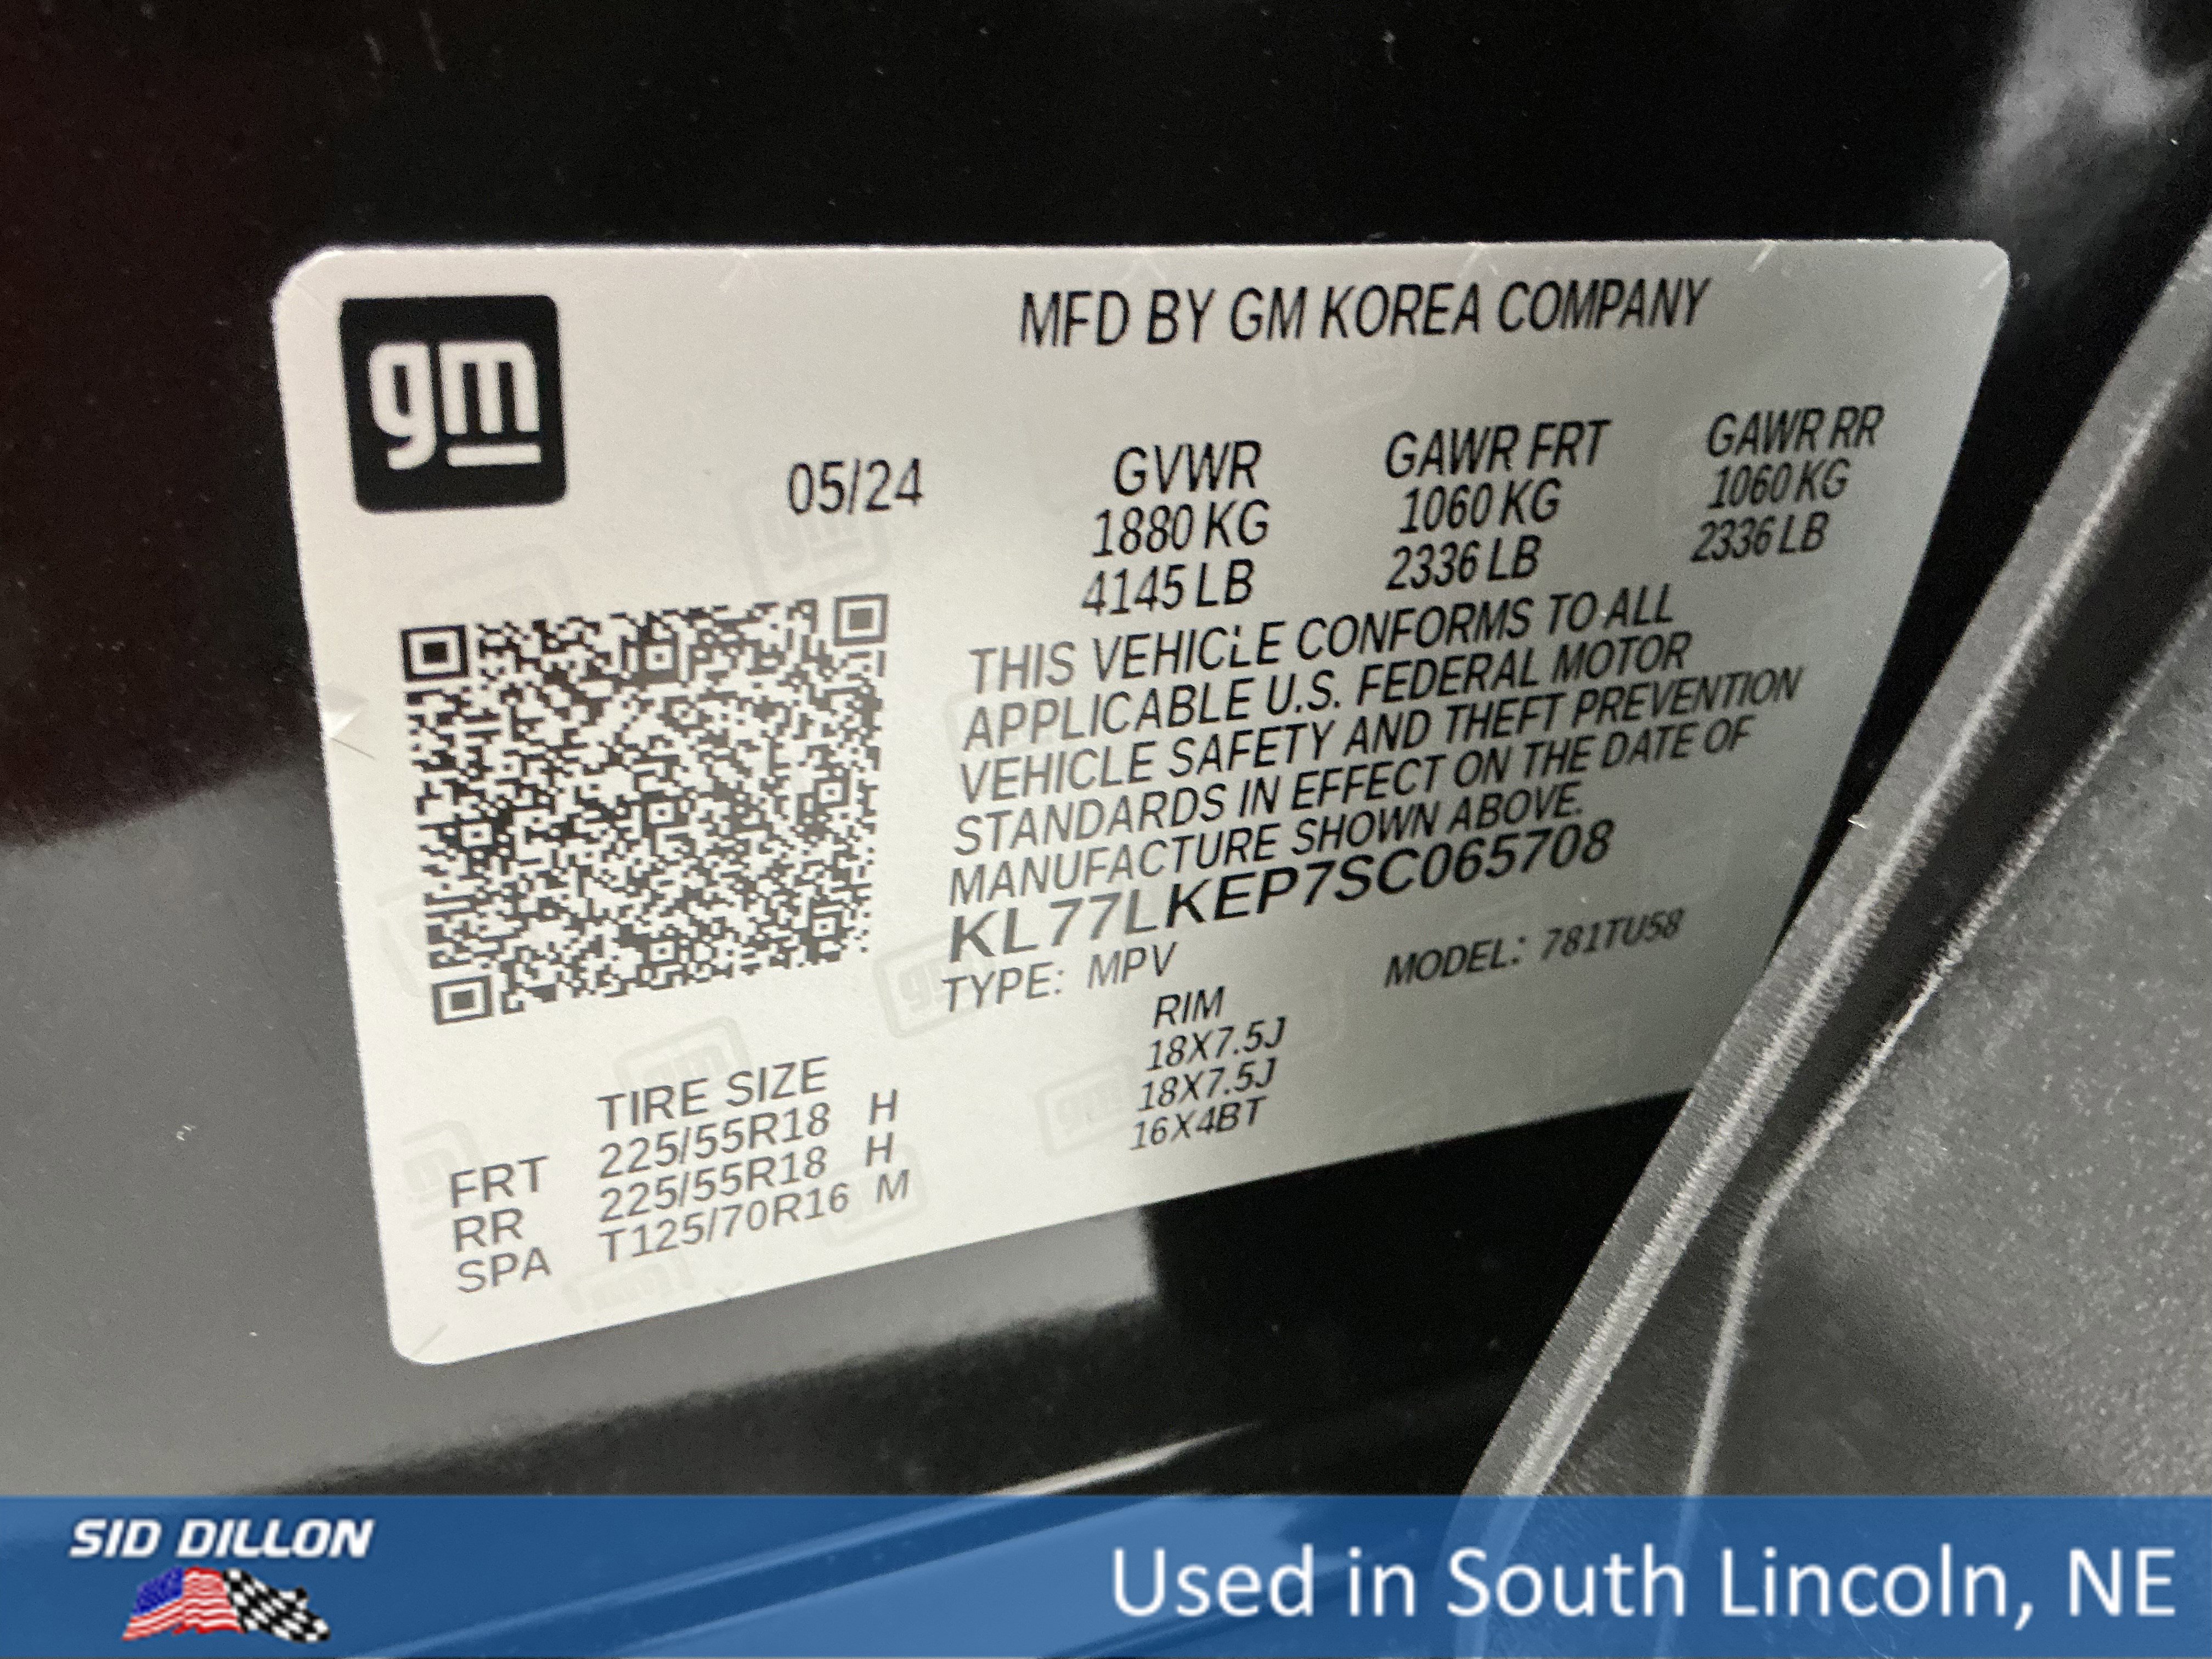 gm
MFD BY GM KOREA COMPANY
05/24
GVWR GAWR FRT GAWR RR
1880 KG 1060 KG 1060 KG
4145 LB 2336 LB 2336 LB
THIS VEHICLE CONFORMS TO ALL
APPLICABLE U.S. FEDERAL MOTOR
VEHICLE SAFETY AND THEFT PREVENTION
STANDARDS IN EFFECT ON THE DATE OF
MANUFACTURE SHOWN ABOVE.
KL77LKEP7SC065708
TYPE: MPV MODEL: 781TU58
TIRE SIZE RIM
FRT 225/55R18 H 18X7.5J
RR 225/55R18 H 18X7.5J
SPA T125/70R16 M 16X4BT
SID DILLON
Used in South Lincoln, NE